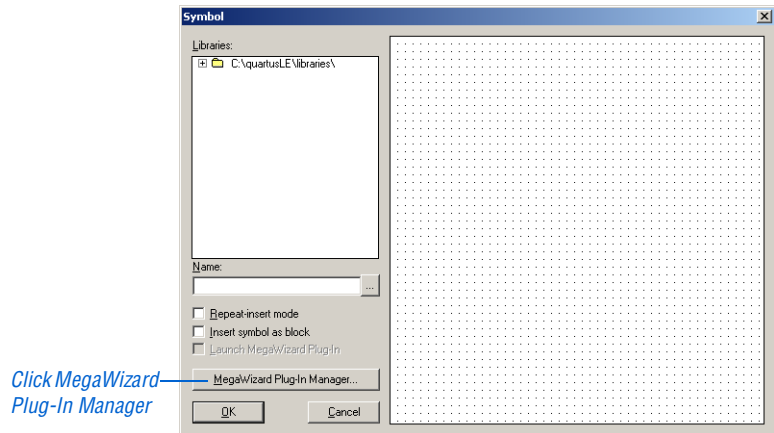 Symbol
Libraries:
C:\quartusLE\libraries\
Name:
...
Repeat-insert mode
Insert symbol as block
Launch MegaWizard Plug-In
Click MegaWizard
Plug-In Manager
MegaWizard Plug-In Manager...
OK
Cancel